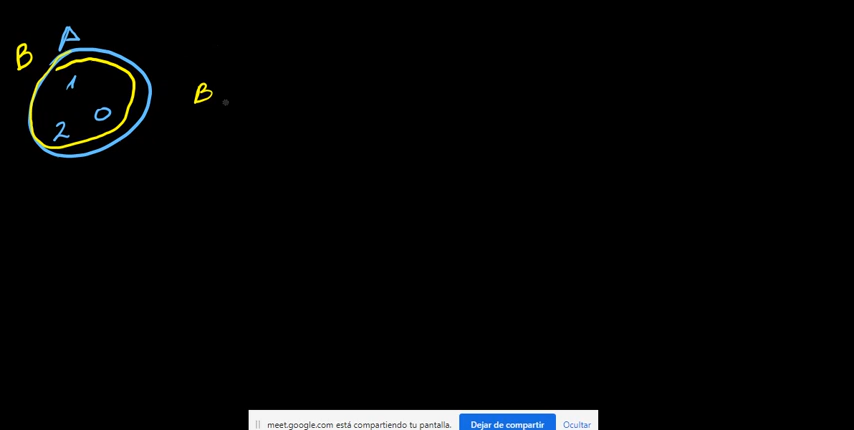 A
B
1
B
0
2
meet.google.com está compartiendo tu pantalla. Dejar de compartir Ocultar